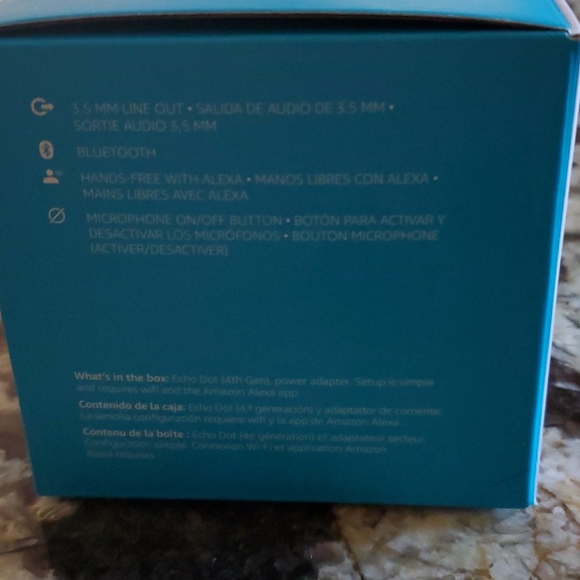 3.5 MM LINE OUT • SALIDA DE AUDIO DE 3.5 MM •
SORTIE AUDIO 3,5 MM
BLUETOOTH
HANDS-FREE WITH ALEXA • MANOS LIBRES CON ALEXA •
MAINS LIBRES AVEC ALEXA
MICROPHONE ON/OFF BUTTON • BOTÓN PARA ACTIVAR Y
DESACTIVAR LOS MICRÓFONOS • BOUTON MICROPHONE
(ACTIVER/DÉSACTIVER)
What's in the box: Echo Dot (4th Gen), power adapter. Setup is simple
and requires wifi and the Amazon Alexa app.
Contenido de la caja: Echo Dot (4.ª generación) y adaptador de corriente.
La sencilla configuración requiere wifi y la app de Amazon Alexa.
Contenu de la boîte : Echo Dot (4e génération) et adaptateur secteur.
Configuration simple. Connexion Wi-Fi et application Amazon
Alexa requises.